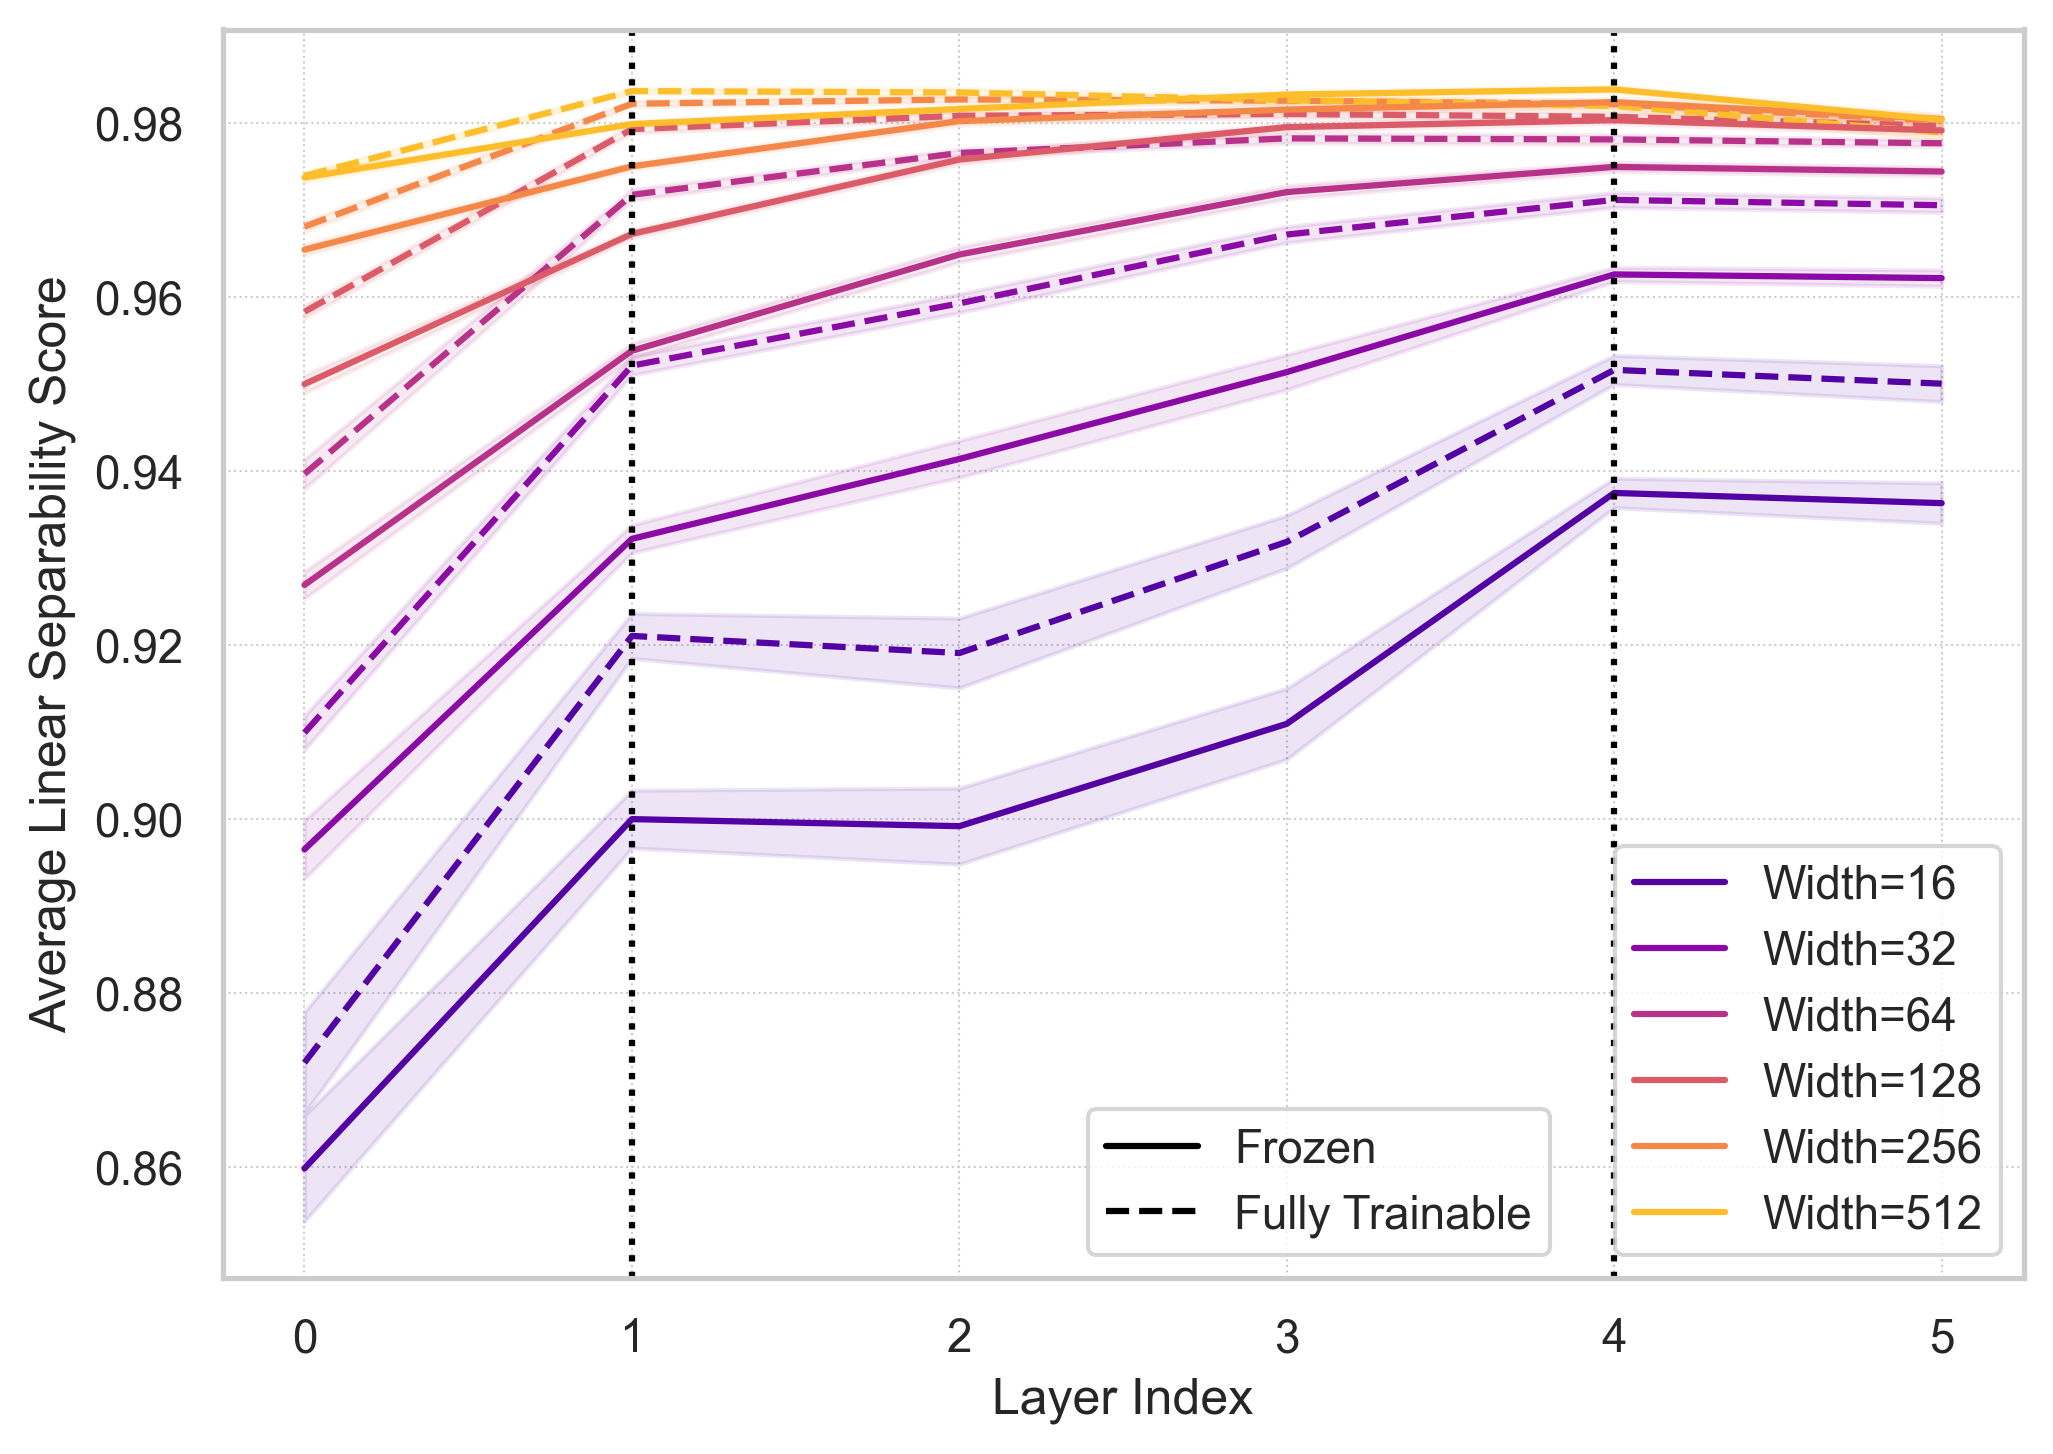 Average Linear Separability Score
0.98
0.96
0.94
0.92
0.90
0.88
0.86
0
1
2
3
4
5
Layer Index
Frozen
Fully Trainable
Width=16
Width=32
Width=64
Width=128
Width=256
Width=512